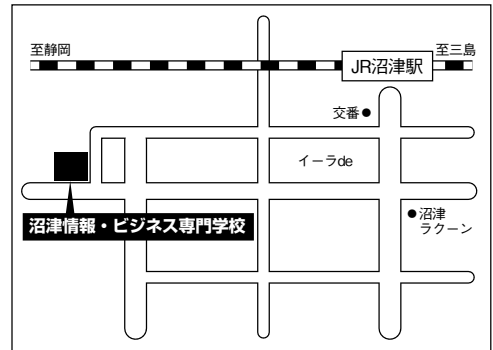 至静岡
至三島
JR沼津駅
交番
イーラde
沼津
ラクーン
沼津情報・ビジネス専門学校